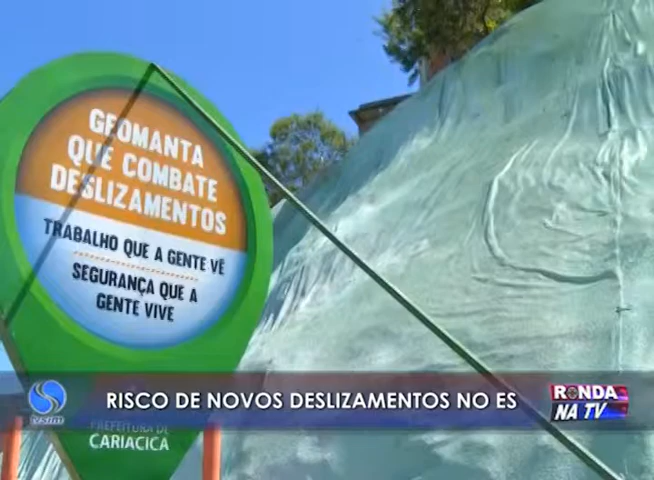 GEOMANTA
QUE COMBATE
DESLIZAMENTOS
TRABALHO QUE A GENTE VÊ
SEGURANÇA QUE A
GENTE VIVE
RISCO DE NOVOS DESLIZAMENTOS NO ES
tvsim
RONDA
NA TV
PREFEITURA DE
CARIACICA